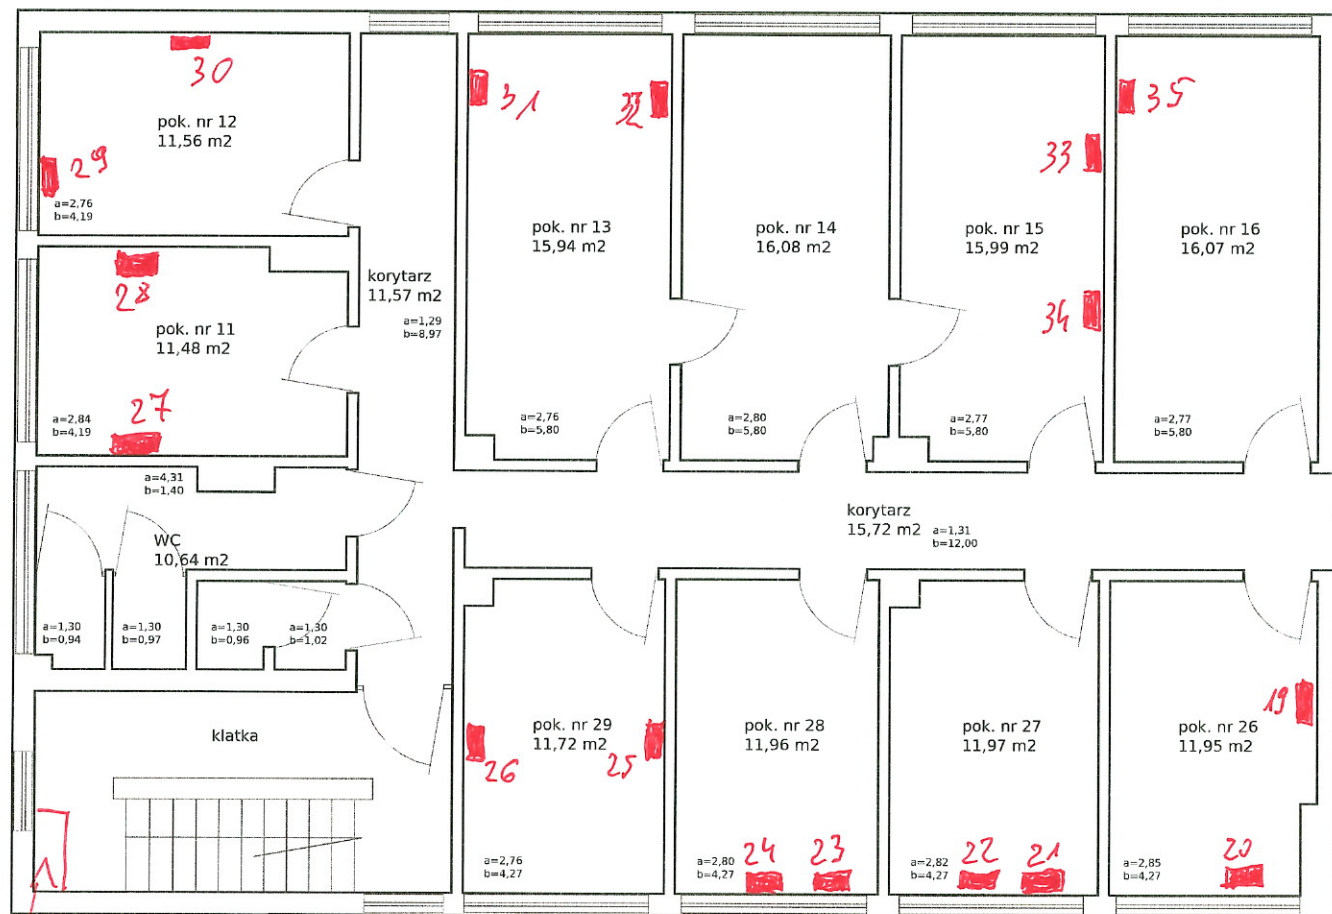 30
pok. nr 12
11,56 m2
29
a=2,76
b=4,19
28
pok. nr 11
11,48 m2
27
a=2,84
b=4,19
korytarz
11,57 m2
a=1,29
b=8,97
31
32
pok. nr 13
15,94 m2
a=2,76
b=5,80
pok. nr 14
16,08 m2
a=2,80
b=5,80
33
pok. nr 15
15,99 m2
34
a=2,77
b=5,80
35
pok. nr 16
16,07 m2
a=2,77
b=5,80
a=4,31
b=1,40
WC
10,64 m2
a=1,30
b=0,94
a=1,30
b=0,97
a=1,30
b=0,96
a=1,30
b=1,02
korytarz
15,72 m2
a=1,31
b=12,00
klatka
1
pok. nr 29
11,72 m2
26
25
a=2,76
b=4,27
pok. nr 28
11,96 m2
24
23
a=2,80
b=4,27
pok. nr 27
11,97 m2
22
21
a=2,82
b=4,27
19
pok. nr 26
11,95 m2
20
a=2,85
b=4,27